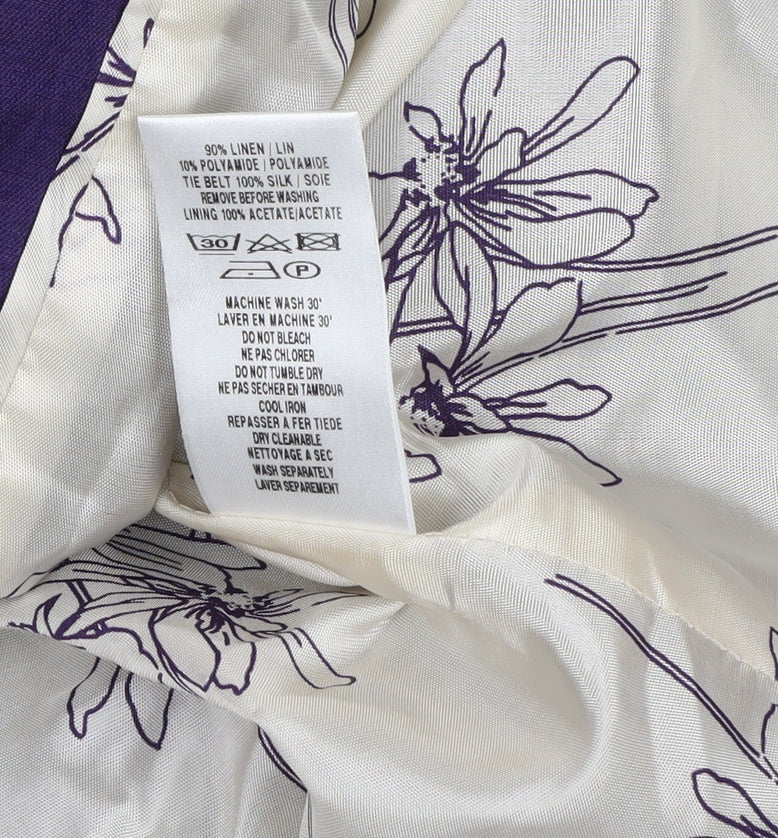 90% LINEN / LIN
10% POLYAMIDE / POLYAMIDE
TIE BELT 100% SILK / SOIE
REMOVE BEFORE WASHING
LINING 100% ACETATE/ACETATE
30
P
MACHINE WASH 30'
LAVER EN MACHINE 30'
DO NOT BLEACH
NE PAS CHLORER
DO NOT TUMBLE DRY
NE PAS SECHER EN TAMBOUR
COOL IRON
REPASSER A FER TIEDE
DRY CLEANABLE
NETTOYAGE A SEC
WASH SEPARATELY
LAVER SEPAREMENT